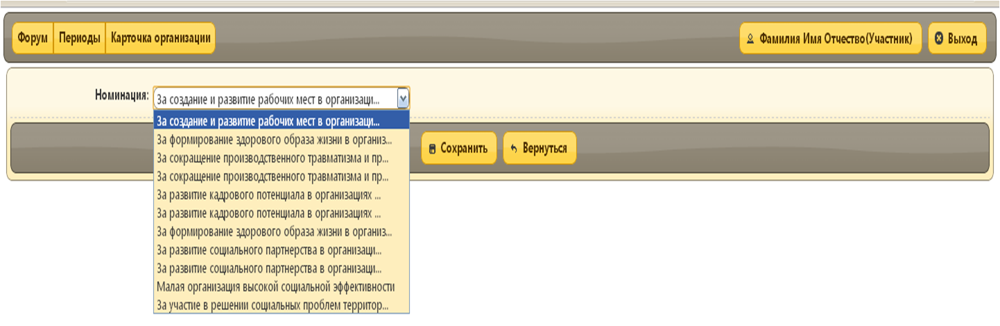 Форум Периоды Карточка организации Фамилия Имя Отчество(Участник) Выход
Номинация: За создание и развитие рабочих мест в организаци...
За создание и развитие рабочих мест в организаци...
За формирование здорового образа жизни в организ...
За сокращение производственного травматизма и пр...
За сокращение производственного травматизма и пр...
За развитие кадрового потенциала в организациях ...
За развитие кадрового потенциала в организациях ...
За формирование здорового образа жизни в организ...
За развитие социального партнерства в организаци...
За развитие социального партнерства в организаци...
Малая организация высокой социальной эффективности
За участие в решении социальных проблем территор...
Сохранить Вернуться